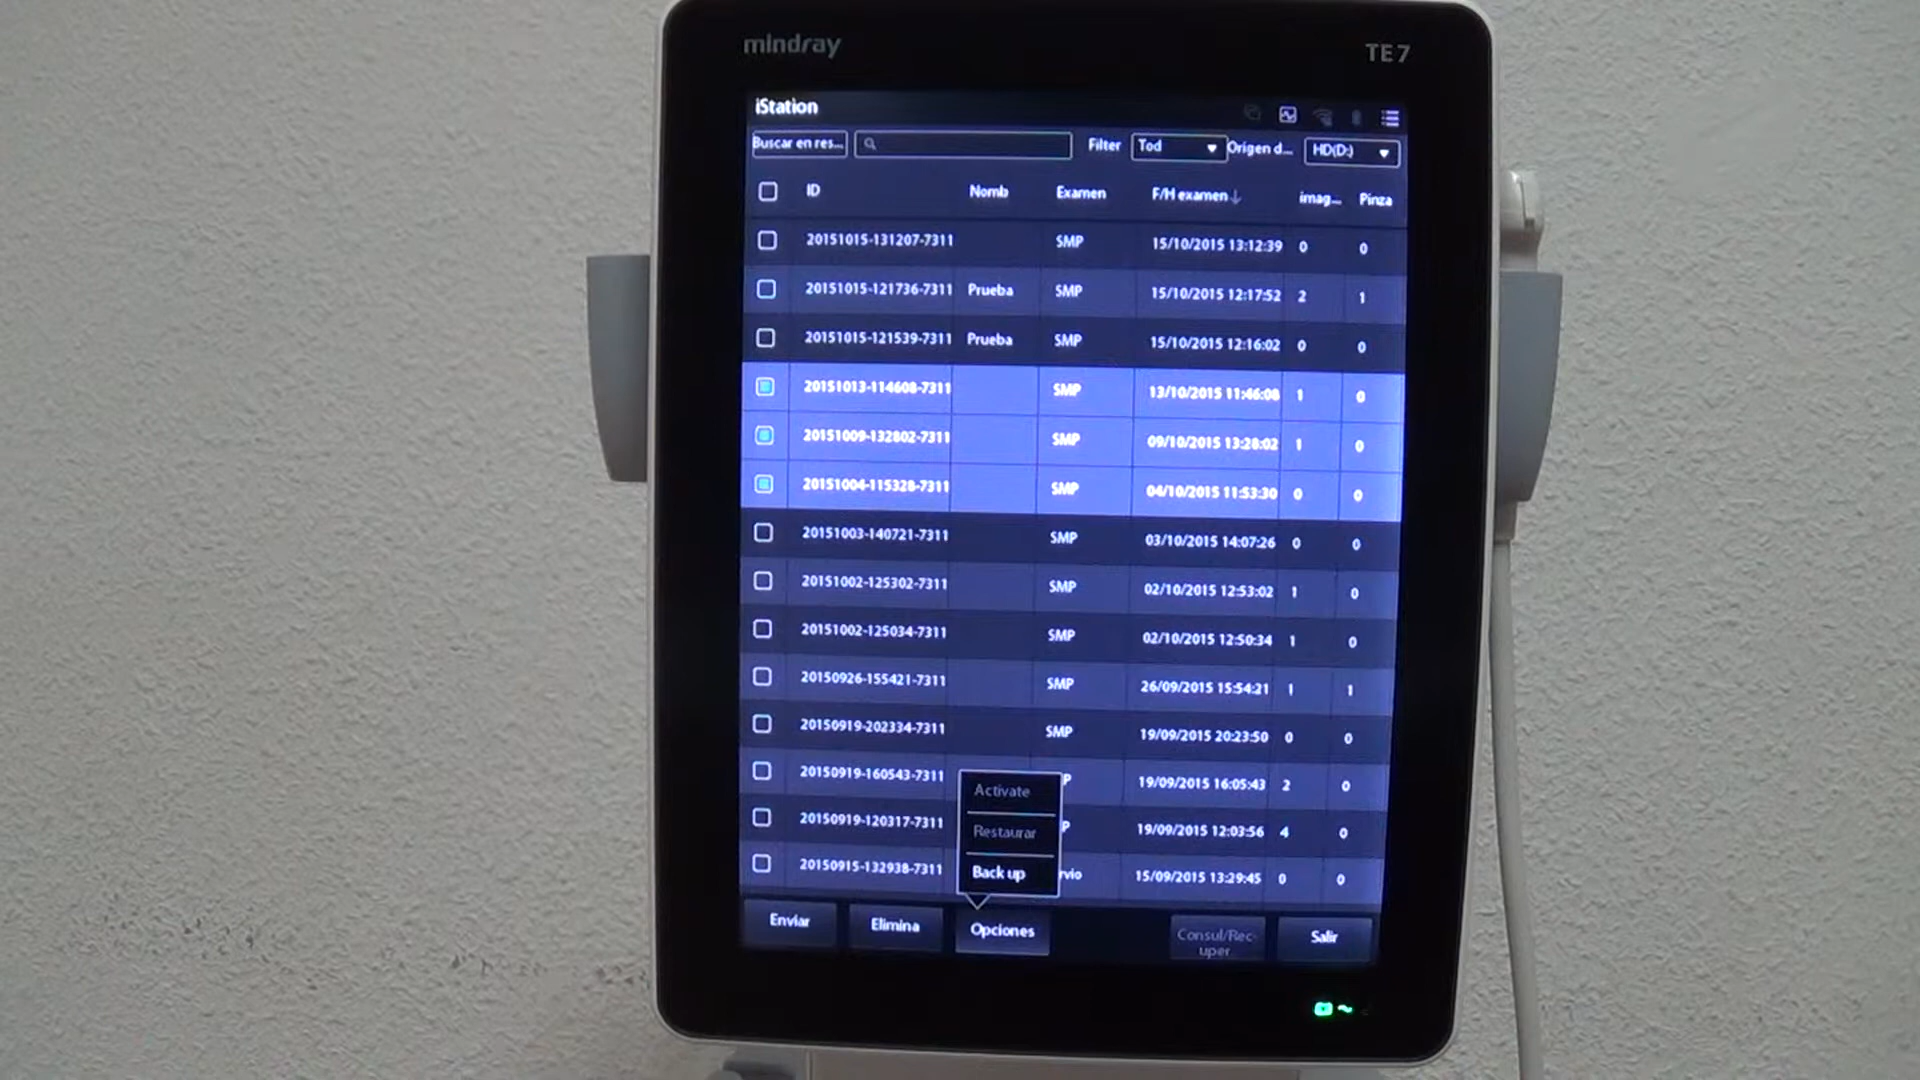 mindray TE7
iStation
Buscar en res... Filter Tod Origen d... HD(D:)
ID Nomb Examen F/H examen imag... Pinza
20151015-131207-7311 SMP 15/10/2015 13:12:39 0 0
20151015-121736-7311 Prueba SMP 15/10/2015 12:17:52 2 1
20151015-121539-7311 Prueba SMP 15/10/2015 12:16:02 0 0
20151013-114608-7311 SMP 13/10/2015 11:46:08 1 0
20151009-132802-7311 SMP 09/10/2015 13:28:02 1 0
20151004-115328-7311 SMP 04/10/2015 11:53:30 0 0
20151003-140721-7311 SMP 03/10/2015 14:07:26 0 0
20151002-125302-7311 SMP 02/10/2015 12:53:02 1 0
20151002-125034-7311 SMP 02/10/2015 12:50:34 1 0
20150926-155421-7311 SMP 26/09/2015 15:54:21 1 1
20150919-202334-7311 SMP 19/09/2015 20:23:50 0 0
20150919-160543-7311 P 19/09/2015 16:05:43 2 0
20150919-120317-7311 P 19/09/2015 12:03:56 4 0
20150915-132938-7311 rvio 15/09/2015 13:29:45 0 0
Activate
Restaurar
Back up
Enviar Elimina Opciones Consul/Rec-
uper Salir